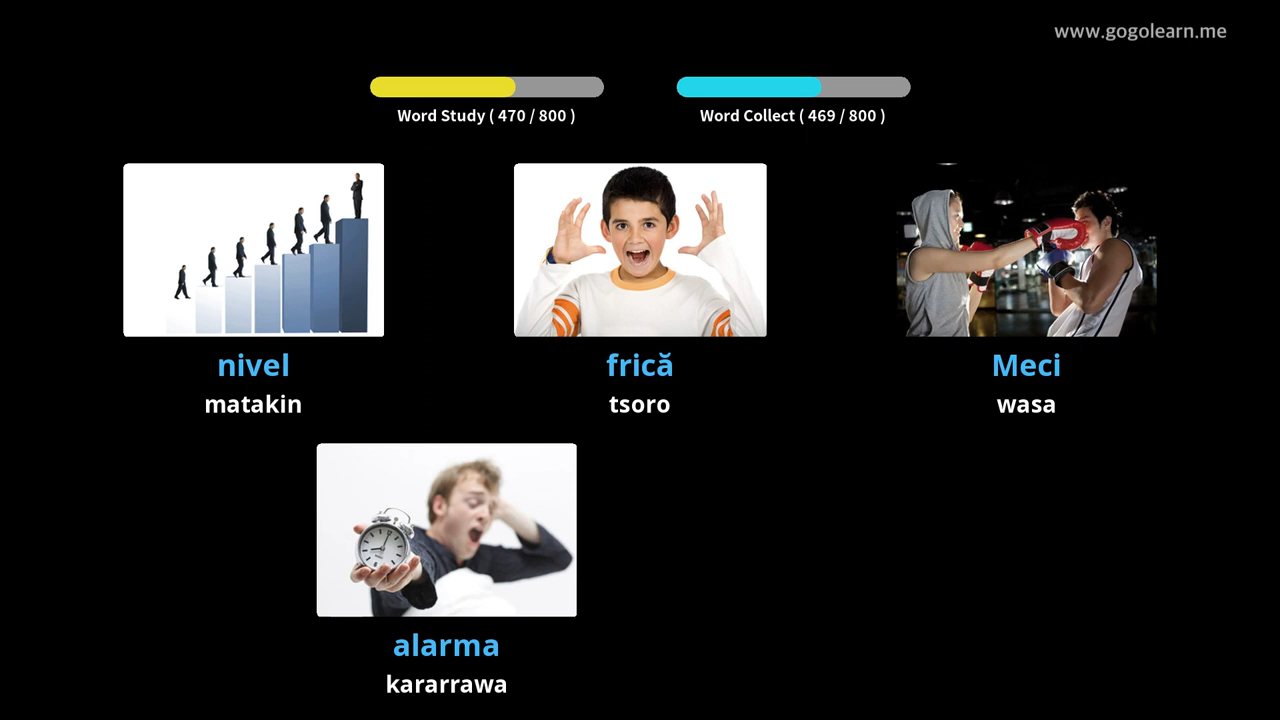 www.gogolearn.me
Word Study ( 470 / 800 )
Word Collect ( 469 / 800 )
nivel
matakin
frică
tsoro
Meci
wasa
alarma
kararrawa